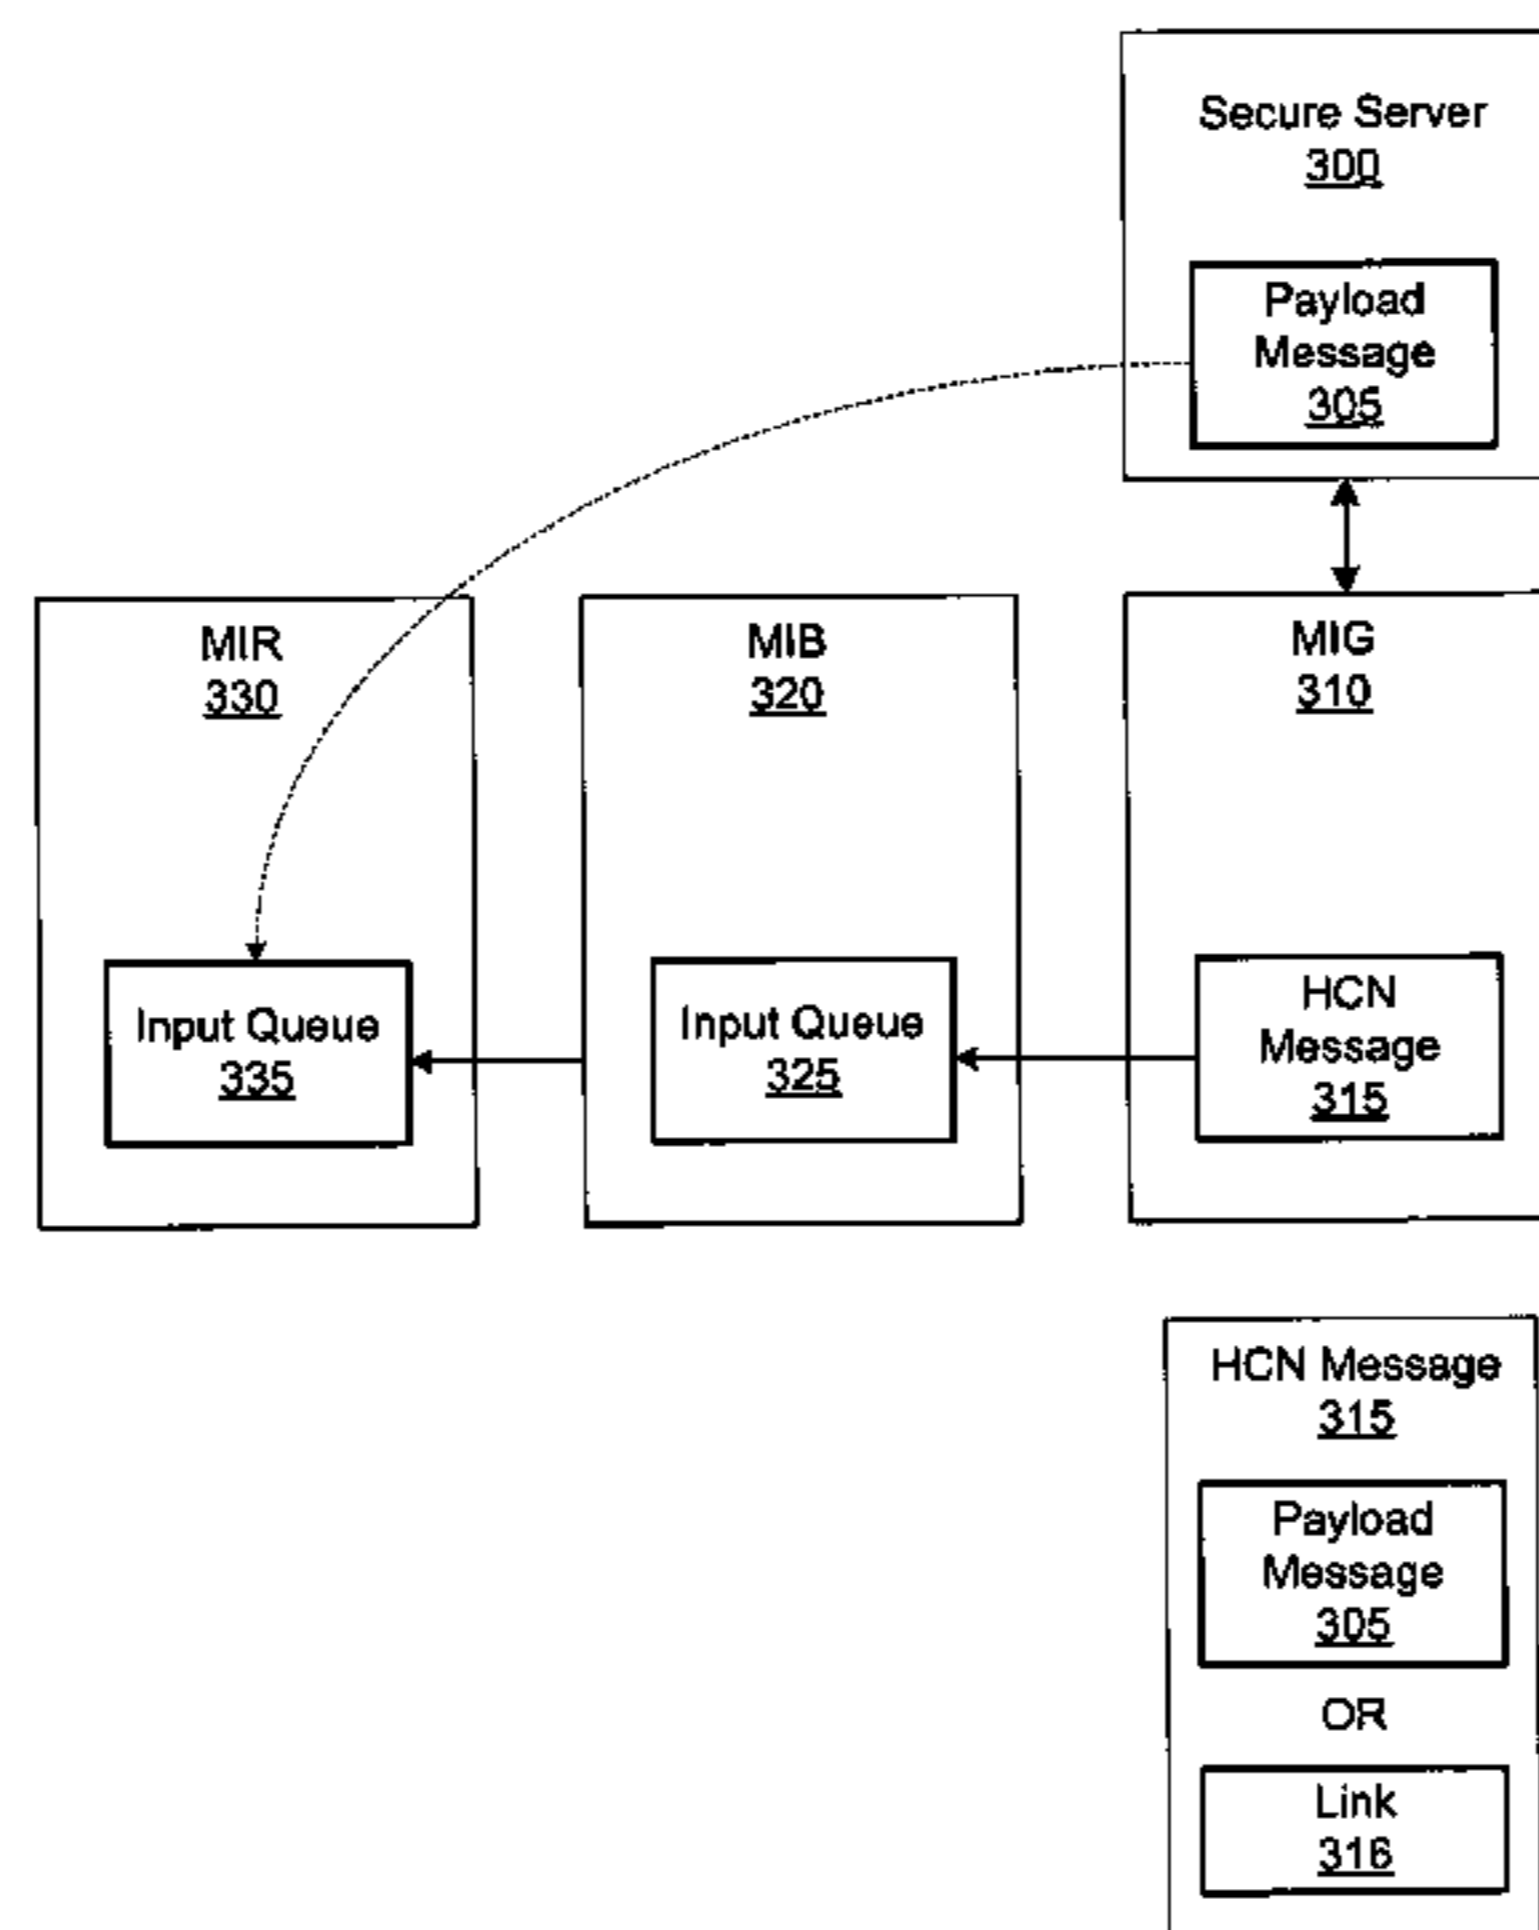 Secure Server
300
Payload
Message
305
MIR
330
MIB
320
MIG
310
Input Queue
335
Input Queue
325
HCN
Message
315
HCN Message
315
Payload
Message
305
OR
Link
316